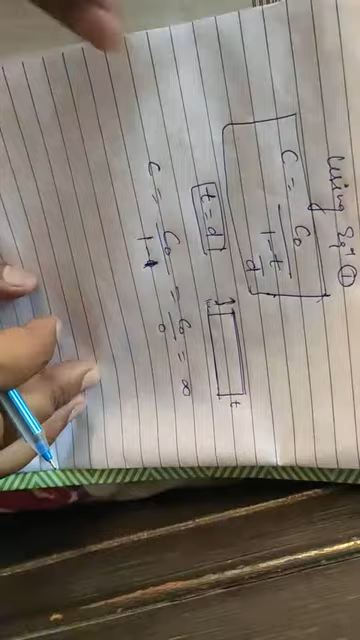 Using Eqn ①
C = C₀ / 1 - t/d
t = d
t
C = C₀ / 1 - 1 = C₀ / 0 = ∞